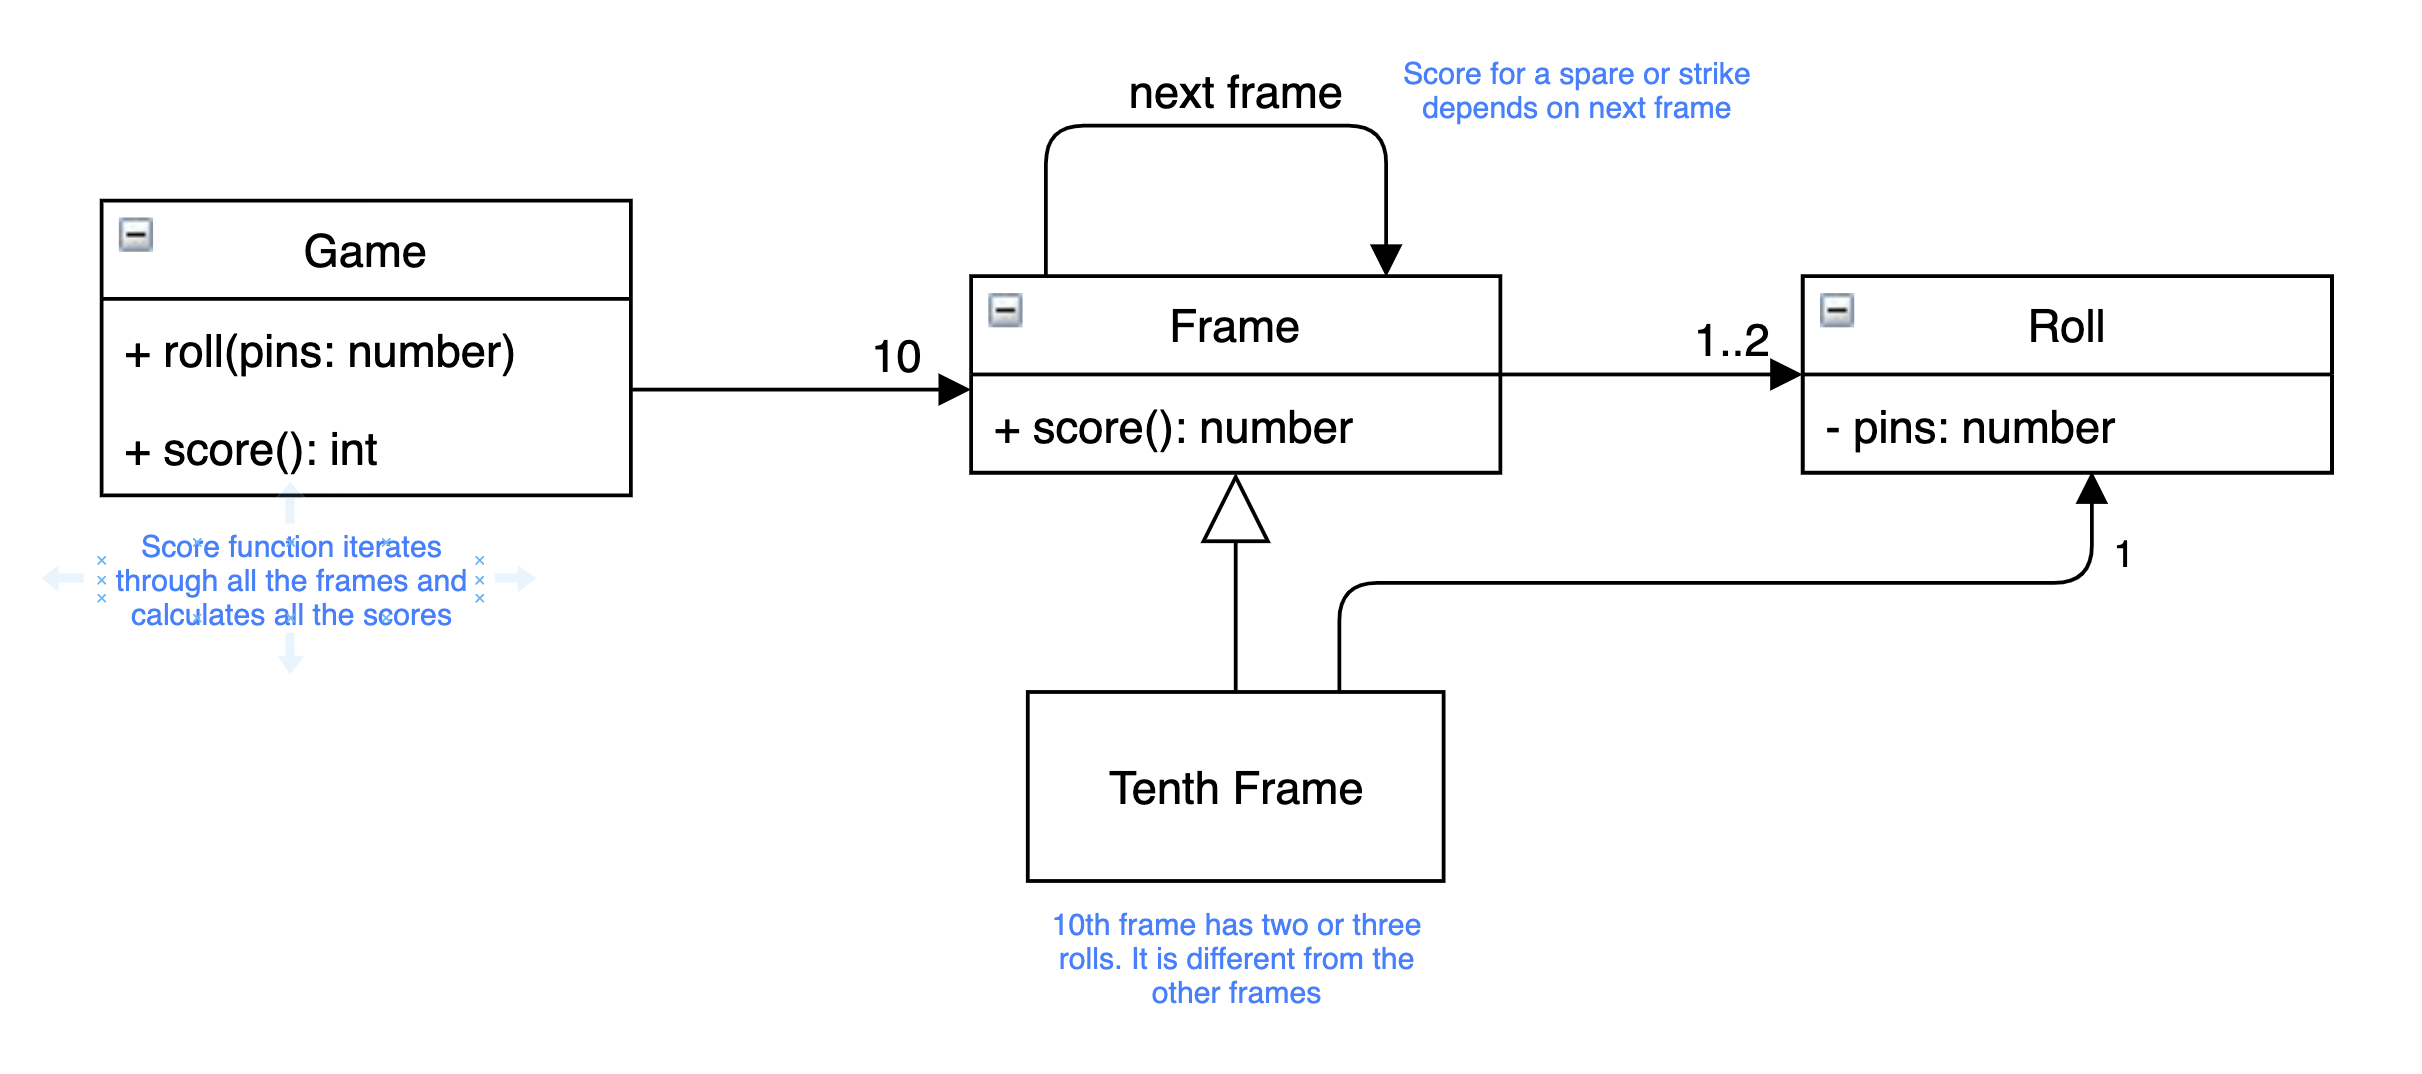 next frame
Score for a spare or strike
depends on next frame
Game
+ roll(pins: number)
+ score(): int
10
Frame
+ score(): number
1..2
Roll
- pins: number
Score function iterates
through all the frames and
calculates all the scores
1
Tenth Frame
10th frame has two or three
rolls. It is different from the
other frames